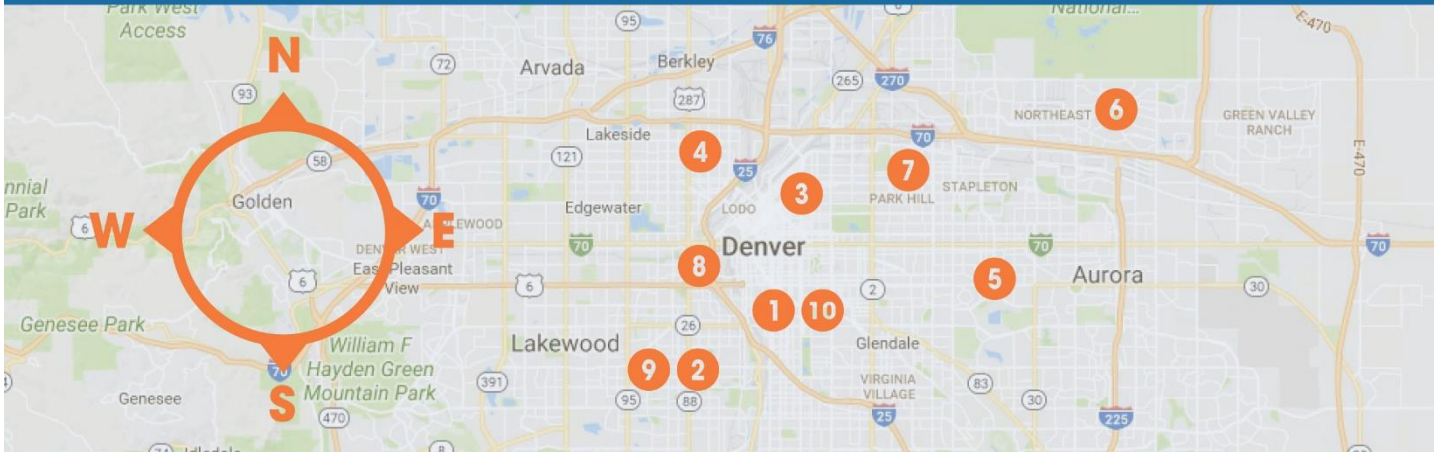 Park West
Access
National...
95
76
E-470
N
72
Arvada
Berkley
265
270
93
287
NORTHEAST
6
GREEN VALLEY
RANCH
Lakeside
70
58
121
4
25
7
E-470
3
STAPLETON
PARK HILL
nnial
Park
Golden
70
Edgewater
LODO
6
W
E
DENVER WEST
70
Denver
70
70
East Pleasant
View
8
5
Aurora
6
6
2
30
1
10
Genesee Park
26
Lakewood
Glendale
William F
Hayden Green
Mountain Park
70
9
2
VIRGINIA
VILLAGE
83
391
Genesee
S
95
88
30
470
25
225
8